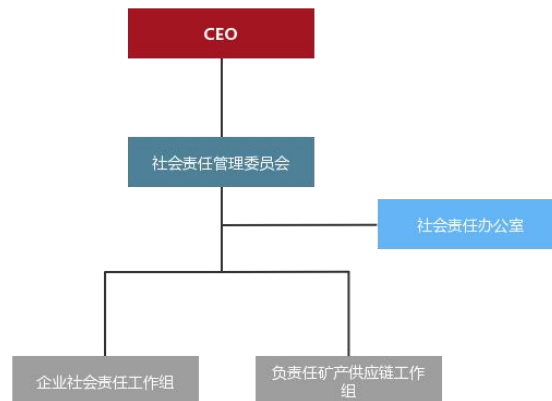 CEO
社会责任管理委员会
社会责任办公室
企业社会责任工作组
负责任矿产供应链工作
组